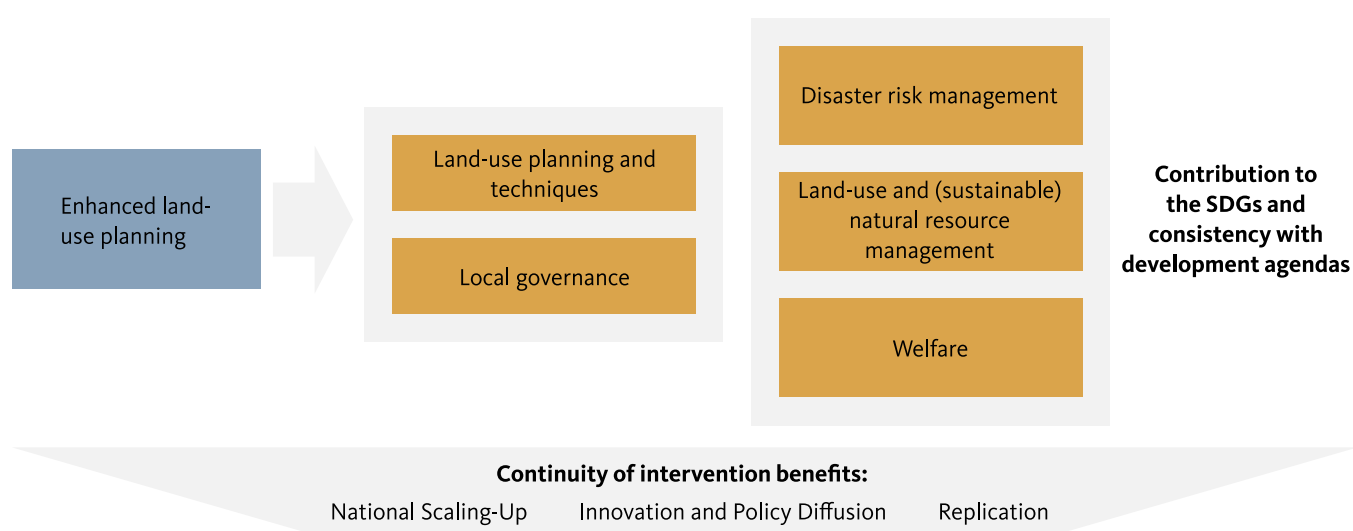 Enhanced land-
use planning
Land-use planning and
techniques
Local governance
Disaster risk management
Land-use and (sustainable)
natural resource
management
Welfare
Contribution to
the SDGs and
consistency with
development agendas
Continuity of intervention benefits:
National Scaling-Up Innovation and Policy Diffusion Replication